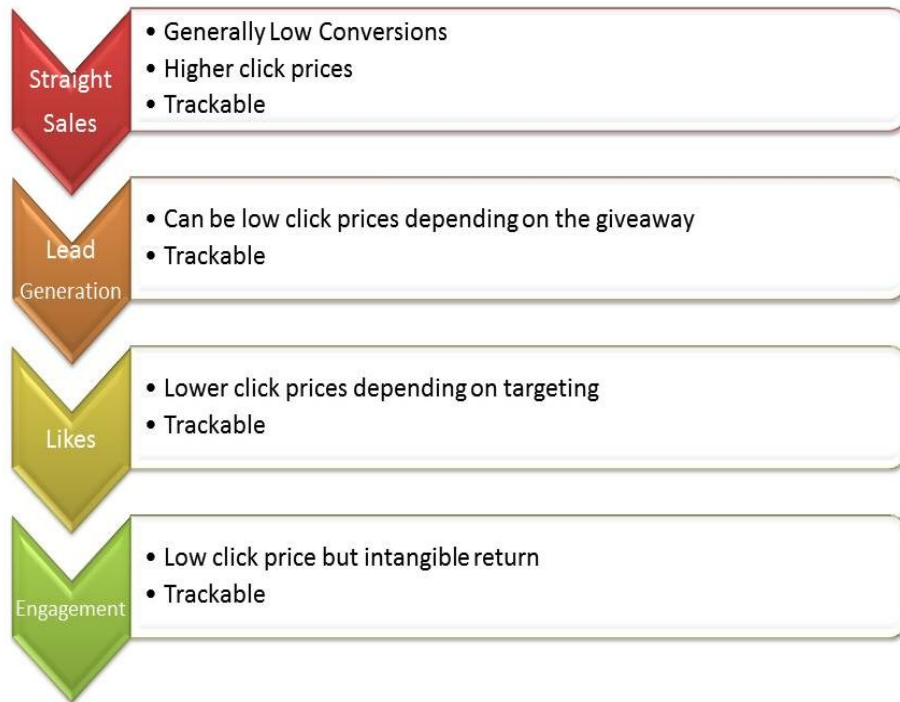 Straight
Sales
• Generally Low Conversions
• Higher click prices
• Trackable
Lead
Generation
• Can be low click prices depending on the giveaway
• Trackable
Likes
• Lower click prices depending on targeting
• Trackable
Engagement
• Low click price but intangible return
• Trackable